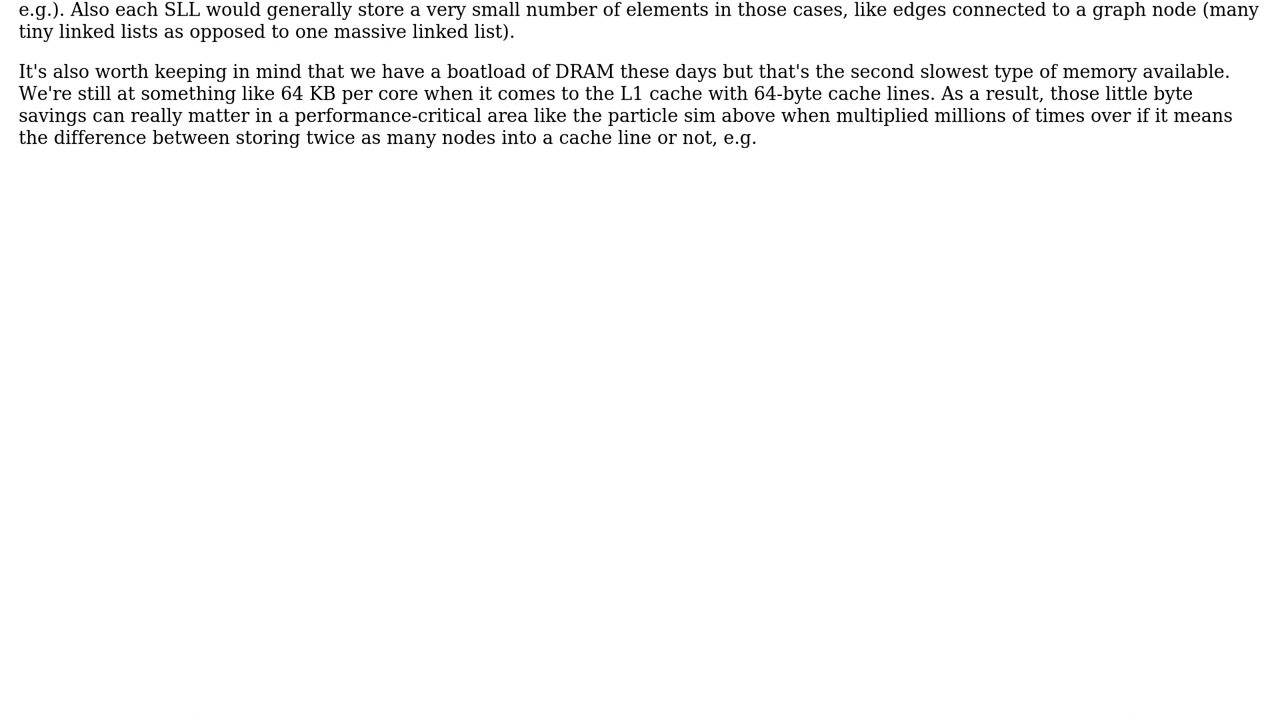 e.g.). Also each SLL would generally store a very small number of elements in those cases, like edges connected to a graph node (many
tiny linked lists as opposed to one massive linked list).
It's also worth keeping in mind that we have a boatload of DRAM these days but that's the second slowest type of memory available.
We're still at something like 64 KB per core when it comes to the L1 cache with 64-byte cache lines. As a result, those little byte
savings can really matter in a performance-critical area like the particle sim above when multiplied millions of times over if it means
the difference between storing twice as many nodes into a cache line or not, e.g.